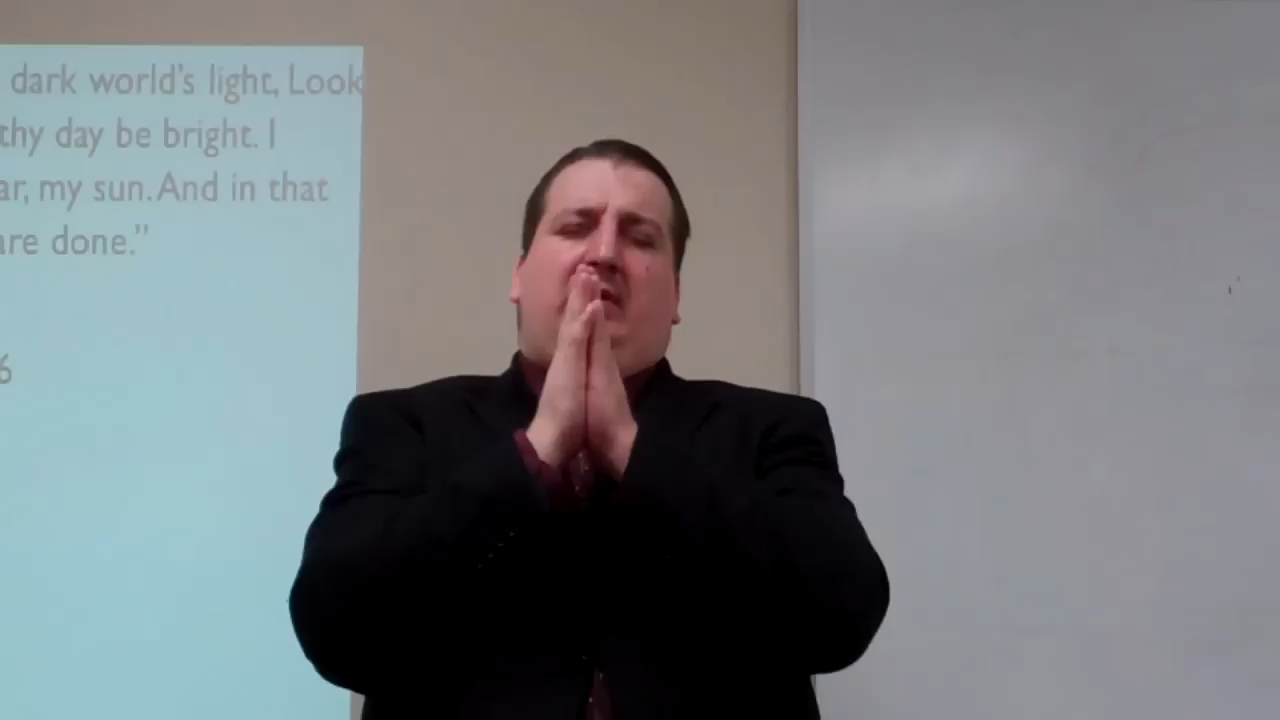 dark world's light, Look
thy day be bright. I
ar, my sun. And in that
are done."
6